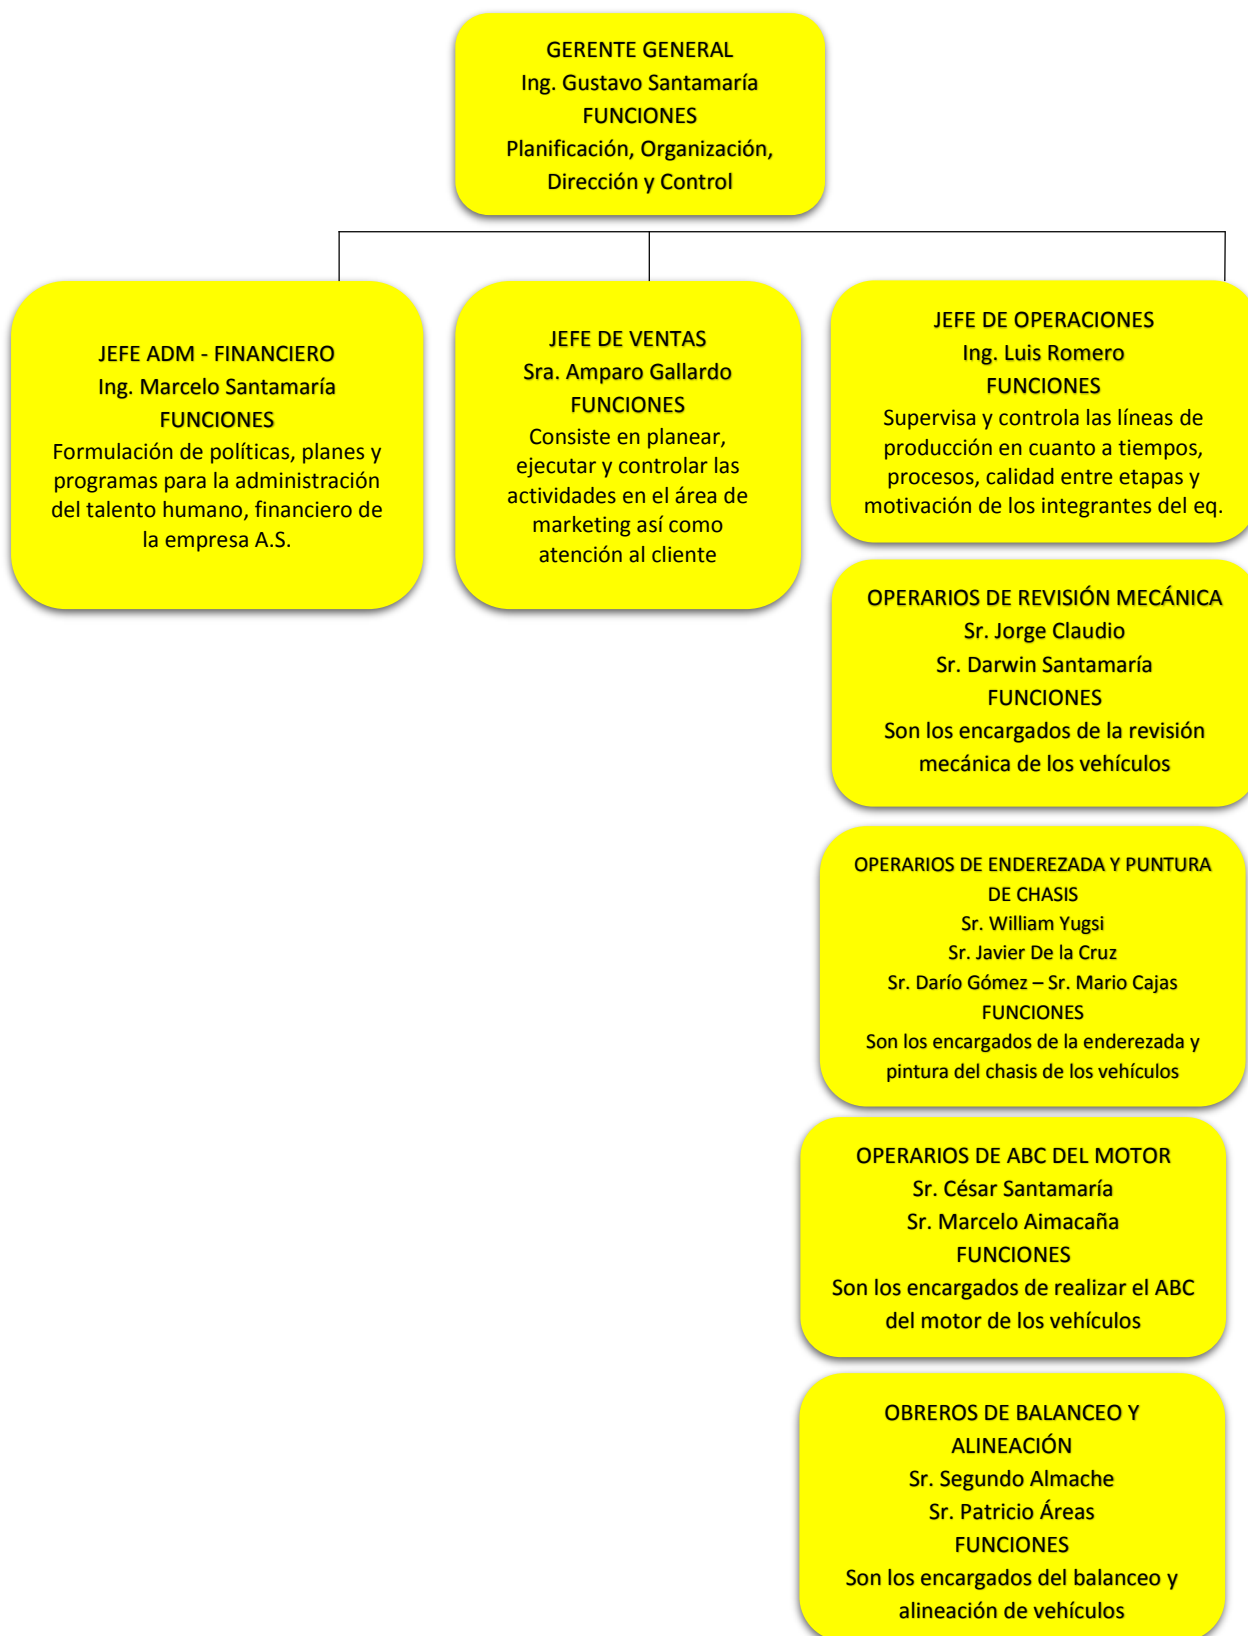 GERENTE GENERAL
Ing. Gustavo Santamaría
FUNCIONES
Planificación, Organización,
Dirección y Control
JEFE ADM - FINANCIERO
Ing. Marcelo Santamaría
FUNCIONES
Formulación de políticas, planes y
programas para la administración
del talento humano, financiero de
la empresa A.S.
JEFE DE VENTAS
Sra. Amparo Gallardo
FUNCIONES
Consiste en planear,
ejecutar y controlar las
actividades en el área de
marketing así como
atención al cliente
JEFE DE OPERACIONES
Ing. Luis Romero
FUNCIONES
Supervisa y controla las líneas de
producción en cuanto a tiempos,
procesos, calidad entre etapas y
motivación de los integrantes del eq.
OPERARIOS DE REVISIÓN MECÁNICA
Sr. Jorge Claudio
Sr. Darwin Santamaría
FUNCIONES
Son los encargados de la revisión
mecánica de los vehículos
OPERARIOS DE ENDEREZADA Y PUNTURA
DE CHASIS
Sr. William Yugsi
Sr. Javier De la Cruz
Sr. Darío Gómez – Sr. Mario Cajas
FUNCIONES
Son los encargados de la enderezada y
pintura del chasis de los vehículos
OPERARIOS DE ABC DEL MOTOR
Sr. César Santamaría
Sr. Marcelo Aimacaña
FUNCIONES
Son los encargados de realizar el ABC
del motor de los vehículos
OBREROS DE BALANCEO Y
ALINEACIÓN
Sr. Segundo Almache
Sr. Patricio Áreas
FUNCIONES
Son los encargados del balanceo y
alineación de vehículos